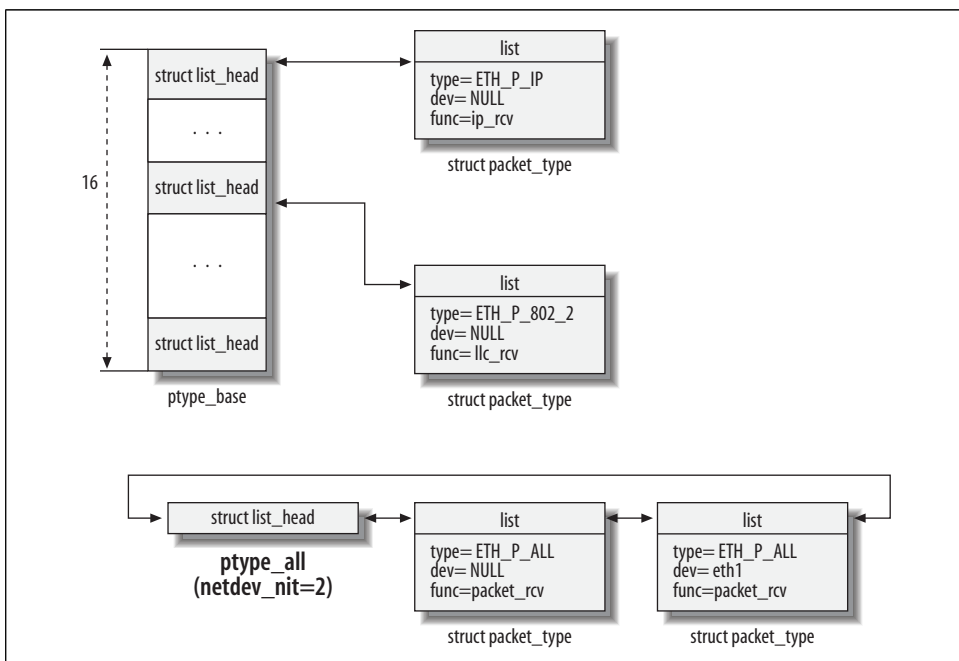 struct list_head
. . .
struct list_head
. . .
struct list_head
16
ptype_base
list
type= ETH_P_IP
dev= NULL
func=ip_rcv
struct packet_type
list
type= ETH_P_802_2
dev= NULL
func= llc_rcv
struct packet_type
struct list_head
ptype_all
(netdev_nit=2)
list
type= ETH_P_ALL
dev= NULL
func=packet_rcv
struct packet_type
list
type= ETH_P_ALL
dev= eth1
func=packet_rcv
struct packet_type